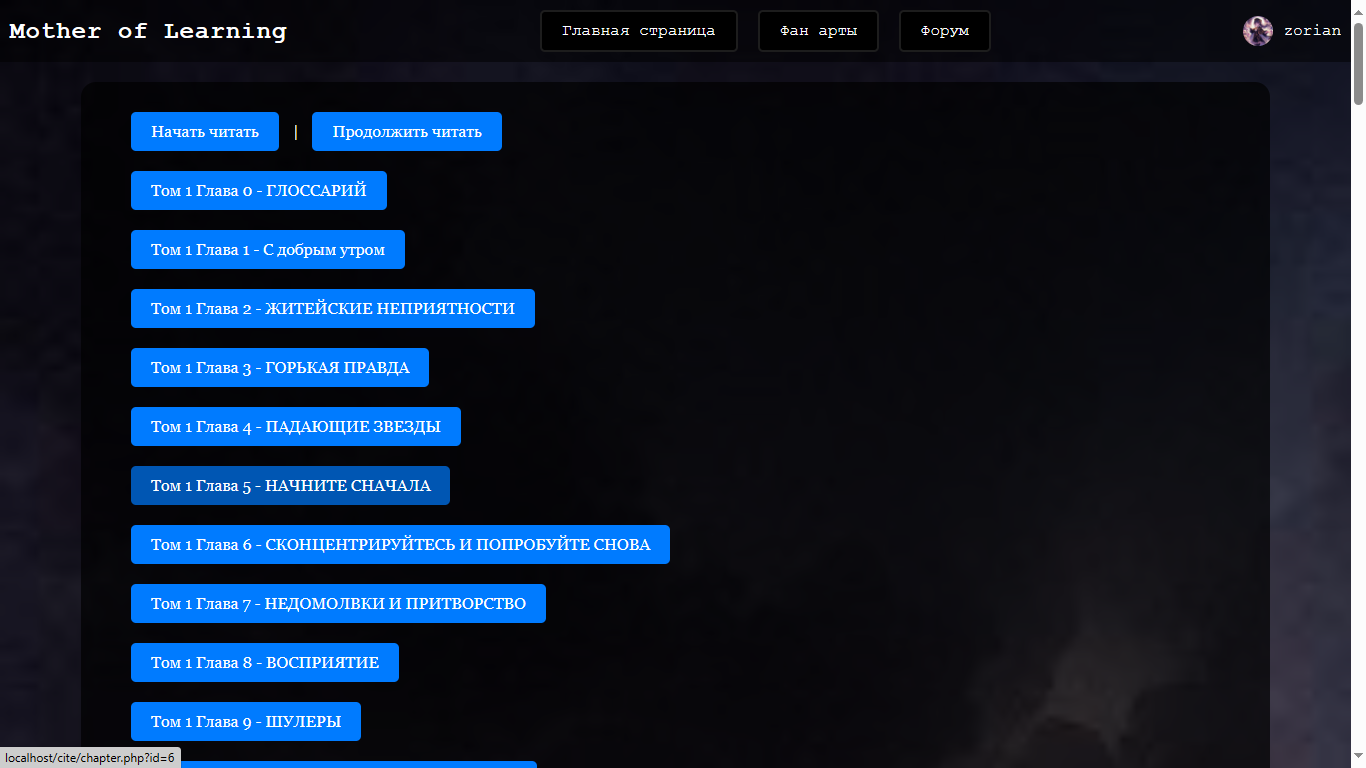 Mother of Learning
Главная страница
Фан арты
Форум
zorian
Начать читать | Продолжить читать
Том 1 Глава 0 - ГЛОССАРИЙ
Том 1 Глава 1 - С добрым утром
Том 1 Глава 2 - ЖИТЕЙСКИЕ НЕПРИЯТНОСТИ
Том 1 Глава 3 - ГОРЬКАЯ ПРАВДА
Том 1 Глава 4 - ПАДАЮЩИЕ ЗВЕЗДЫ
Том 1 Глава 5 - НАЧНИТЕ СНАЧАЛА
Том 1 Глава 6 - СКОНЦЕНТРИРУЙТЕСЬ И ПОПРОБУЙТЕ СНОВА
Том 1 Глава 7 - НЕДОМОЛВКИ И ПРИТВОРСТВО
Том 1 Глава 8 - ВОСПРИЯТИЕ
Том 1 Глава 9 - ШУЛЕРЫ
localhost/cite/chapter.php?id=6